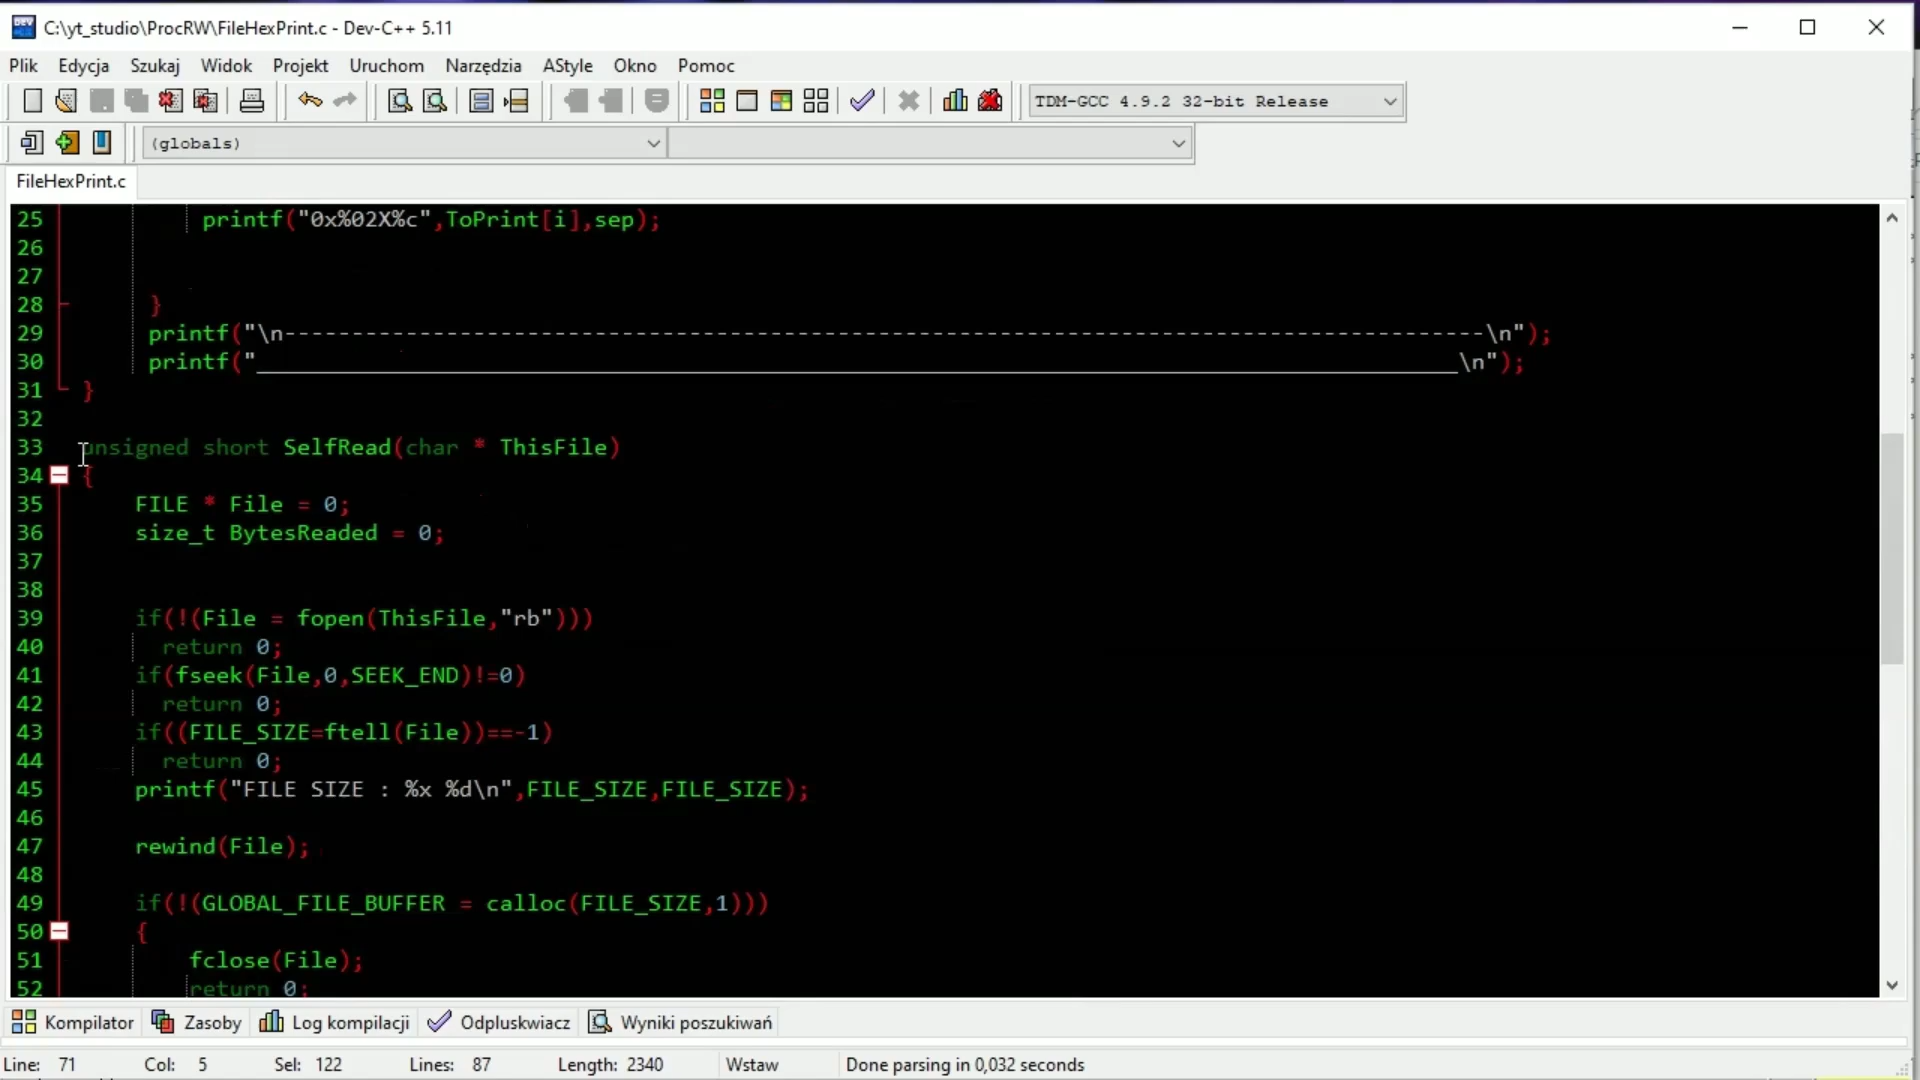 C:\yt_studio\ProcRW\FileHexPrint.c - Dev-C++ 5.11
Plik Edycja Szukaj Widok Projekt Uruchom Narzędzia AStyle Okno Pomoc
TDM-GCC 4.9.2 32-bit Release
(globals)
FileHexPrint.c
25 printf("0x%02X%c",ToPrint[i],sep);
26
27
28 }
29 printf("\n-----------------------------------------------------------------------------------------\n");
30 printf("_________________________________________________________________________________________\n");
31 }
32
33 unsigned short SelfRead(char * ThisFile)
34 {
35 FILE * File = 0;
36 size_t BytesReaded = 0;
37
38
39 if(!(File = fopen(ThisFile,"rb")))
40 return 0;
41 if(fseek(File,0,SEEK_END)!=0)
42 return 0;
43 if((FILE_SIZE=ftell(File))==-1)
44 return 0;
45 printf("FILE SIZE : %x %d\n",FILE_SIZE,FILE_SIZE);
46
47 rewind(File);
48
49 if(!(GLOBAL_FILE_BUFFER = calloc(FILE_SIZE,1)))
50 {
51 fclose(File);
52 return 0;
Kompilator Zasoby Log kompilacji Odpluskwiacz Wyniki poszukiwań
Line: 71 Col: 5 Sel: 122 Lines: 87 Length: 2340 Wstaw Done parsing in 0,032 seconds